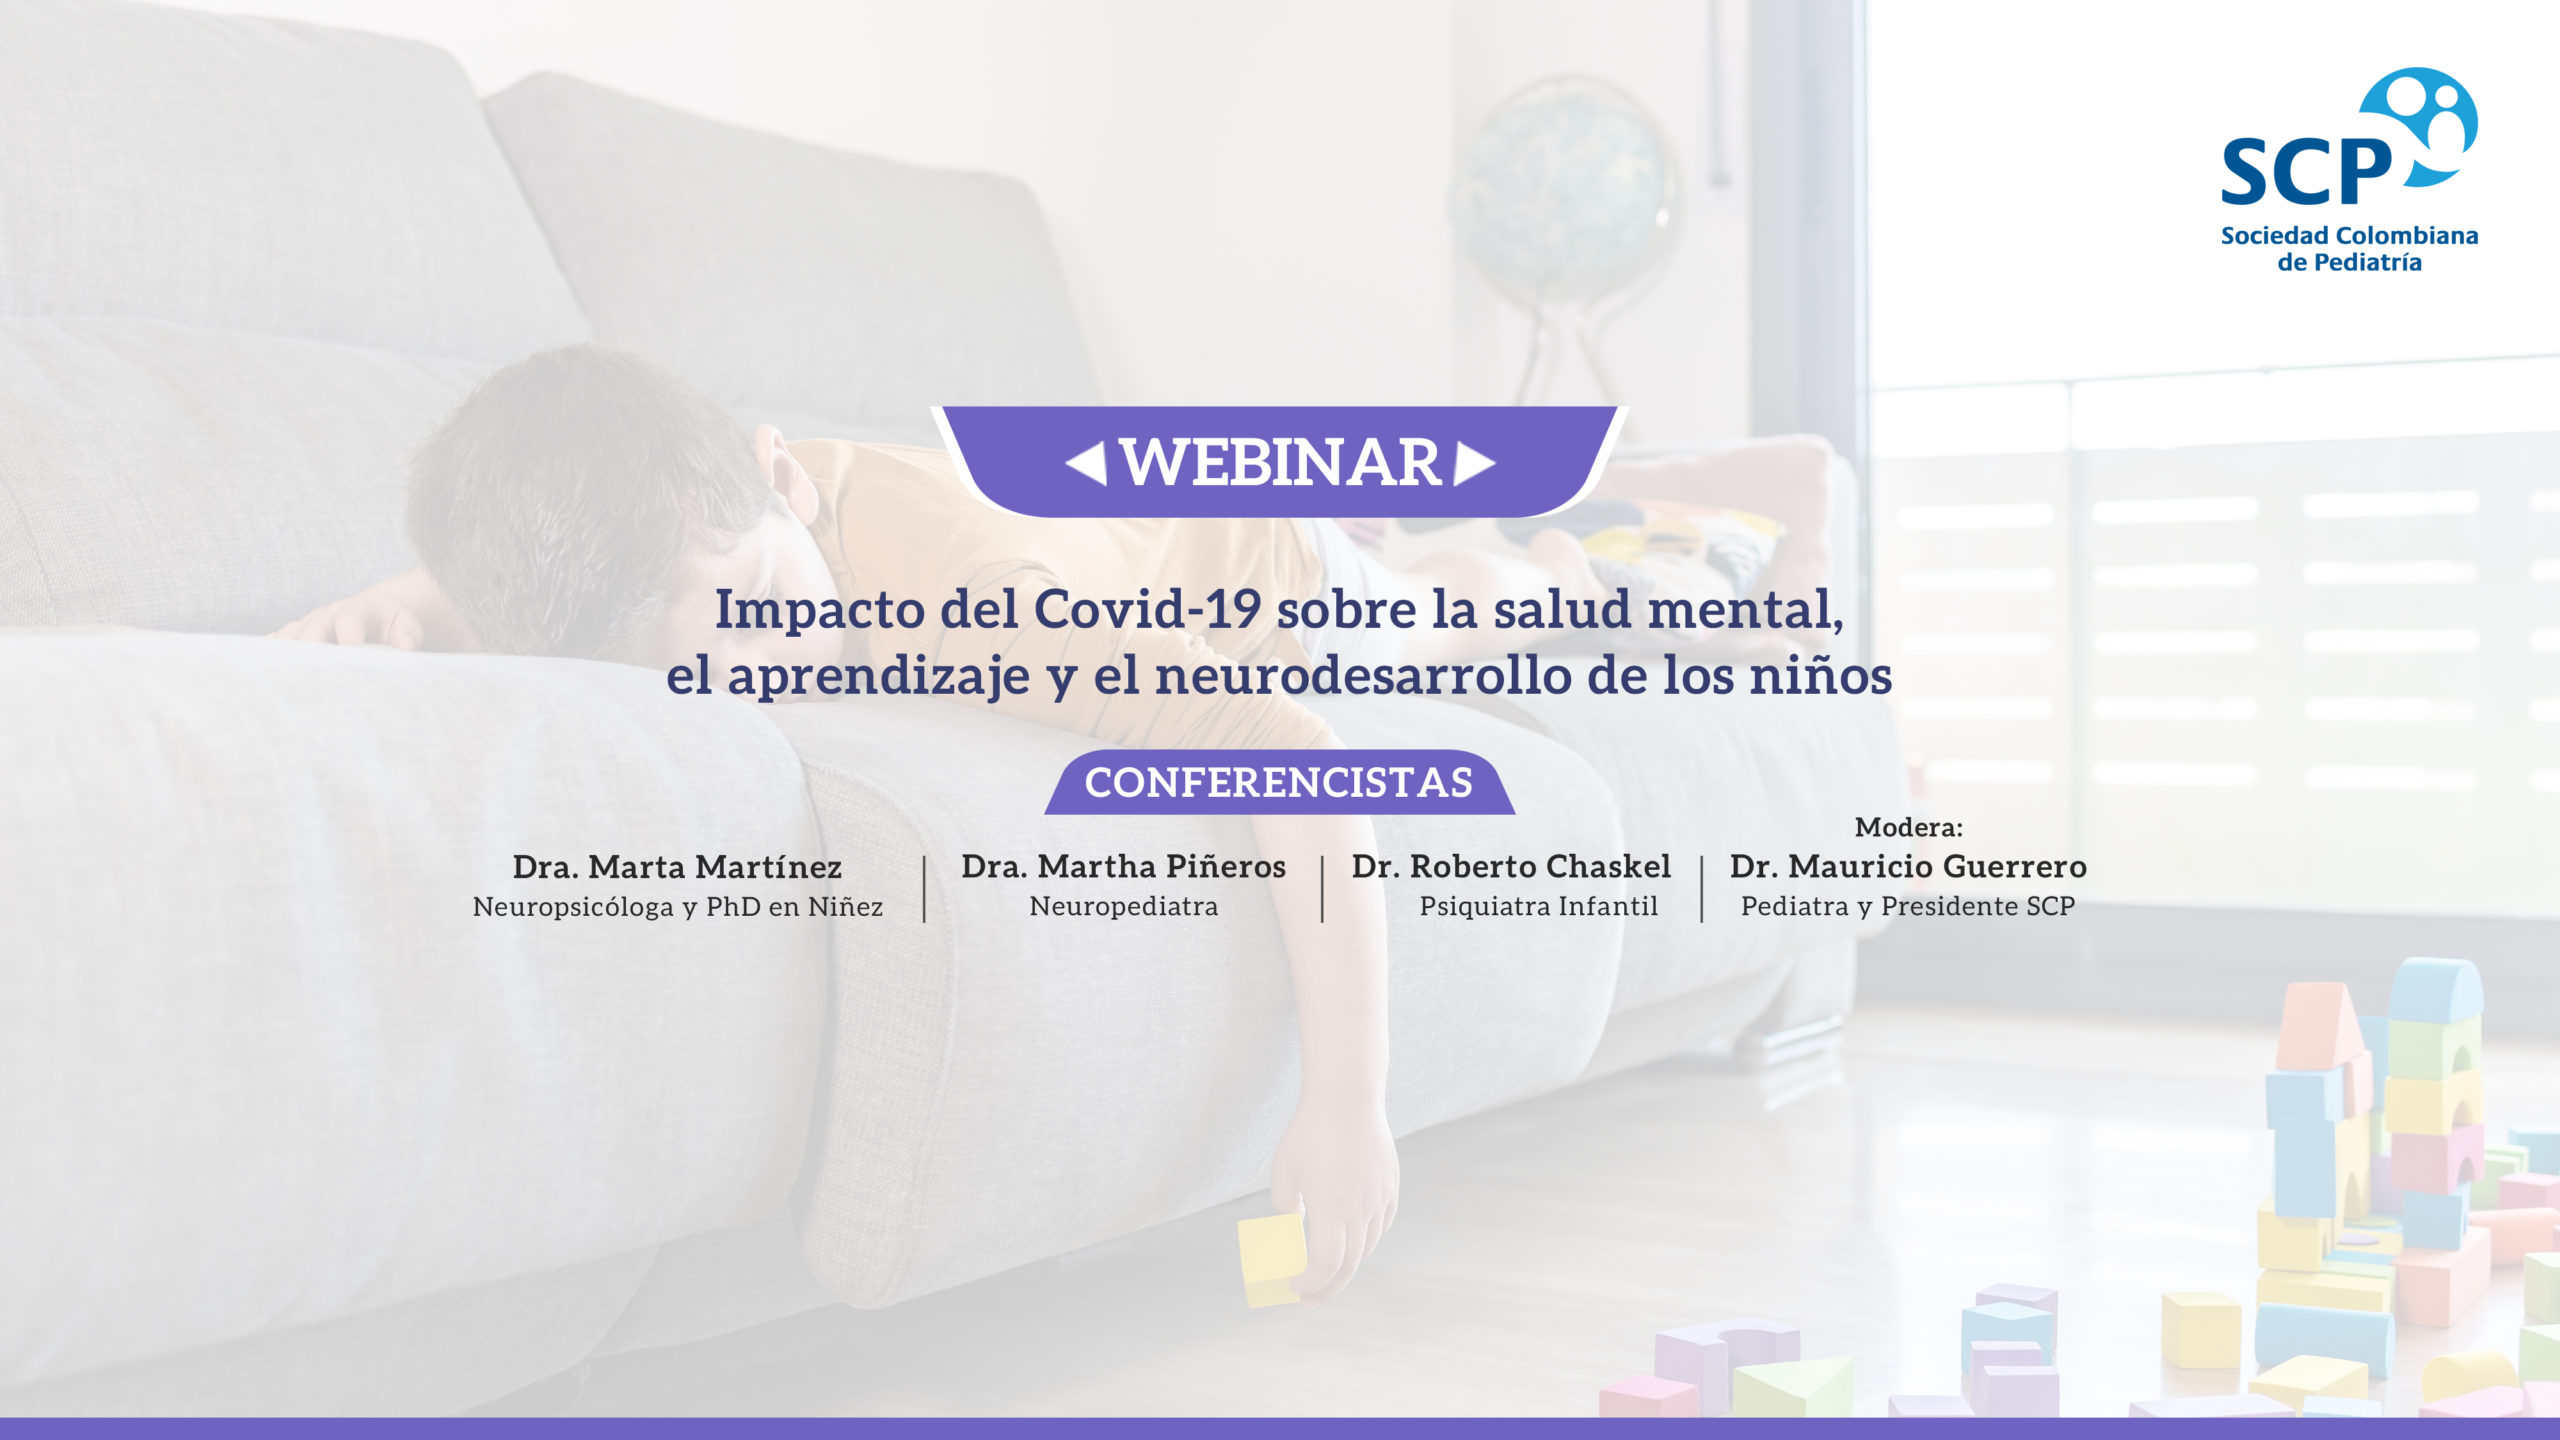 SCP
Sociedad Colombiana
de Pediatría
WEBINAR
Impacto del Covid-19 sobre la salud mental,
el aprendizaje y el neurodesarrollo de los niños
CONFERENCISTAS
Dra. Marta Martínez
Neuropsicóloga y PhD en Niñez
Dra. Martha Piñeros
Neuropediatra
Dr. Roberto Chaskel
Psiquiatra Infantil
Modera:
Dr. Mauricio Guerrero
Pediatra y Presidente SCP